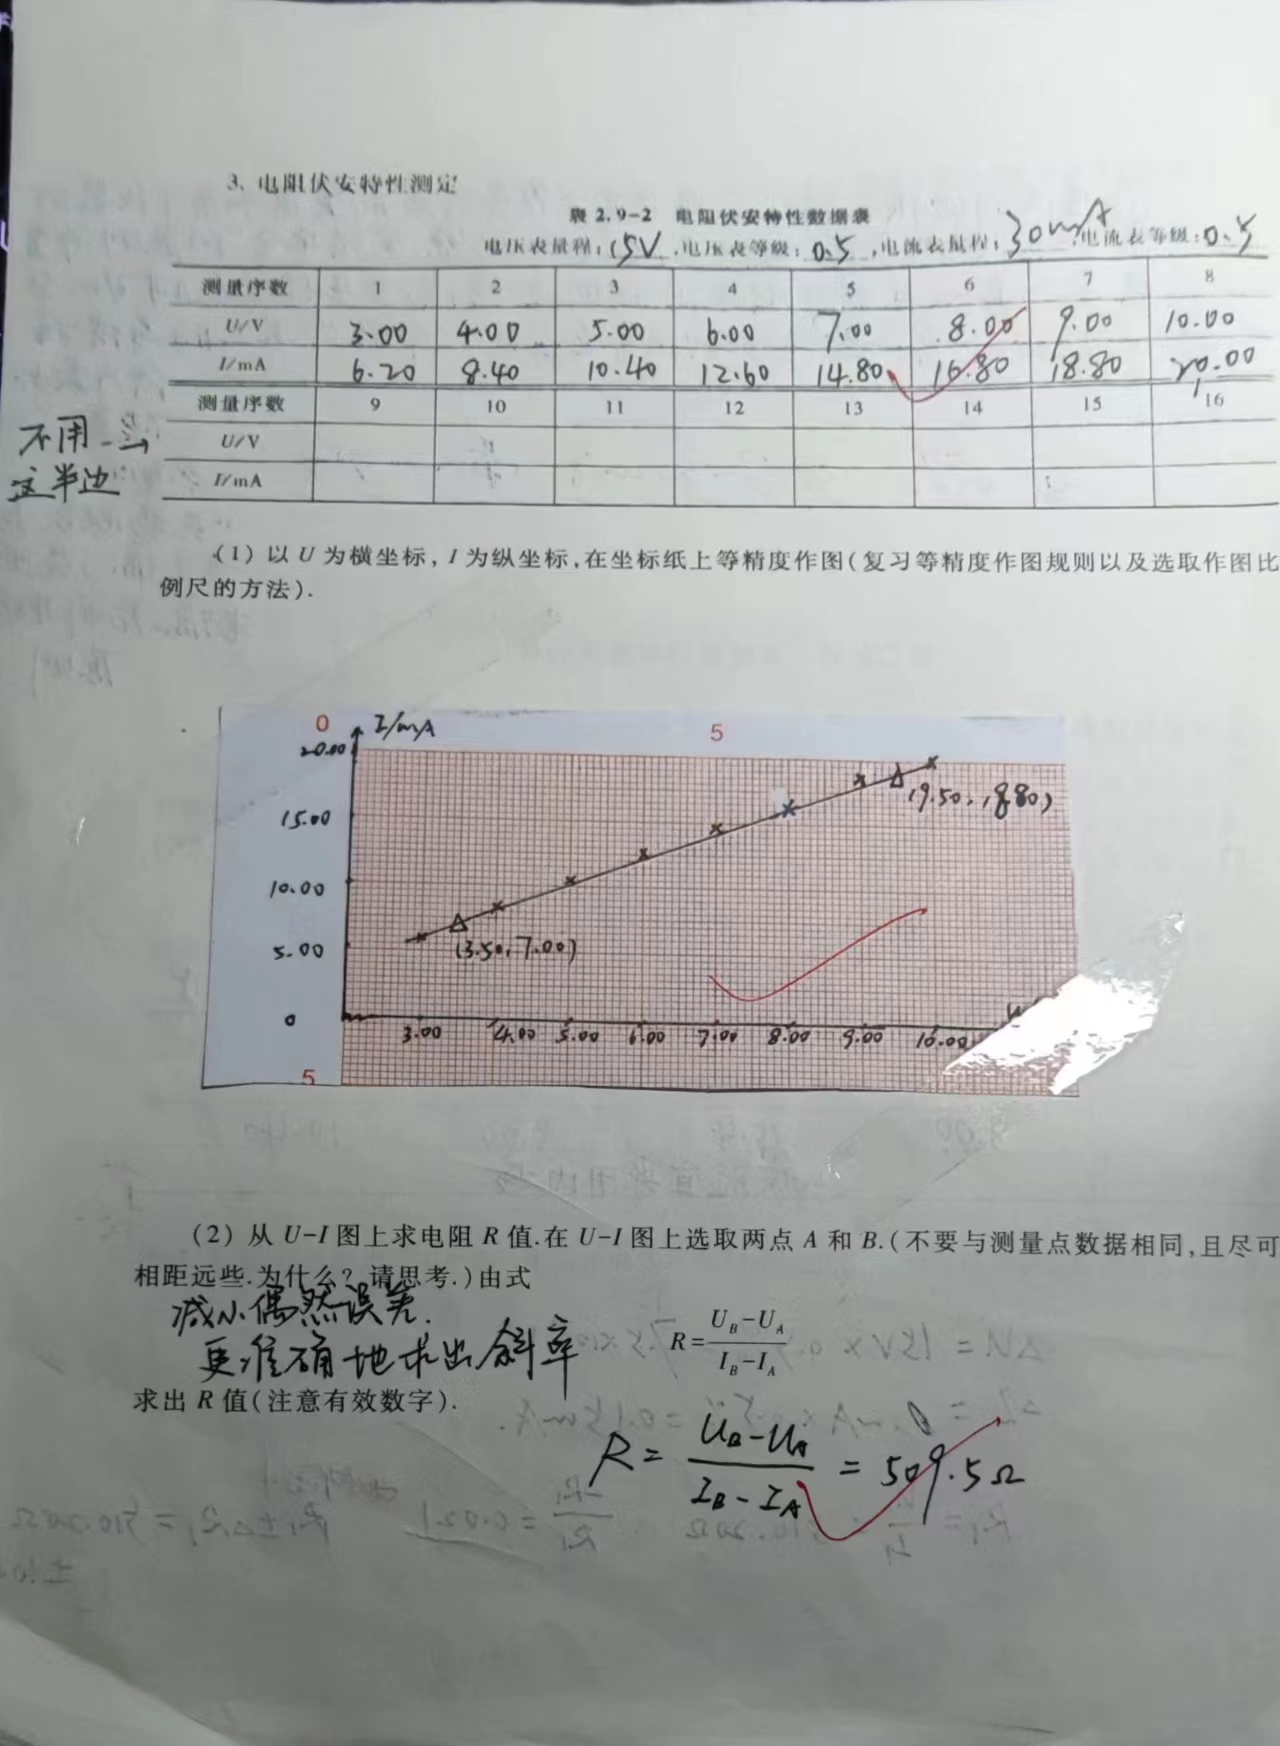 3. 电阻伏安特性测定
表 2.9-2 电阻伏安特性数据表
电压表量程:15V,电压表等级:0.5,电流表量程:30mA,电流表等级:0.5
测量序数 1 2 3 4 5 6 7 8
U/V 3.00 4.00 5.00 6.00 7.00 8.00 9.00 10.00
I/mA 6.20 8.40 10.40 12.60 14.80 16.80 18.80 20.00
测量序数 9 10 11 12 13 14 15 16
不用→
U/V
这半边
I/mA
(1) 以 U 为横坐标, I 为纵坐标,在坐标纸上等精度作图(复习等精度作图规则以及选取作图比
例尺的方法).
0 I/mA 5
20.00
15.00
(9.50, 18.80)
10.00
5.00
(3.50, 7.00)
0
3.00 4.00 5.00 6.00 7.00 8.00 9.00 10.00
5
(2) 从 U-I 图上求电阻 R 值.在 U-I 图上选取两点 A 和 B.(不要与测量点数据相同,且尽可
相距远些.为什么? 请思考.)由式
减小偶然误差.
更准确地求出斜率
R=(U_B-U_A)/(I_B-I_A)
求出 R 值(注意有效数字).
R = (U_B-U_A)/(I_B-I_A) = 509.5Ω